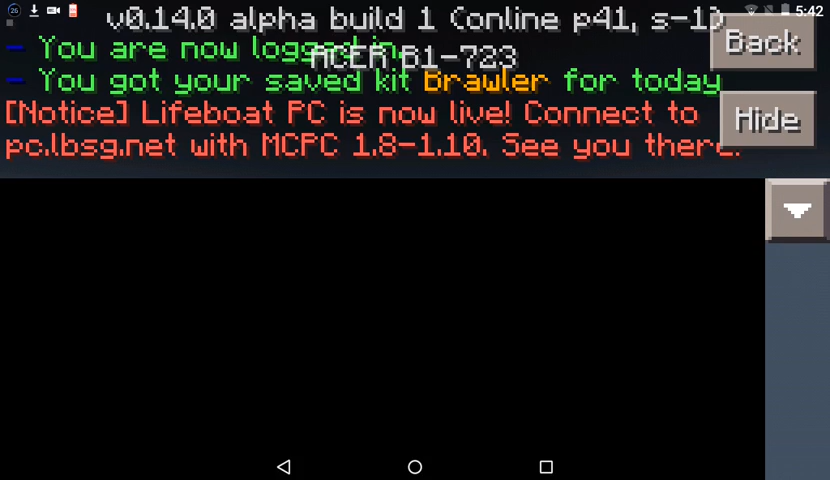 v0.14.0 alpha build 1 (online p41, s-1)
5:42
- You are now logged in.
ACER B1-723
Back
- You got your saved kit Brawler for today
[Notice] Lifeboat PC is now live! Connect to
Hide
pc.lbsg.net with MCPC 1.8-1.10. See you there.